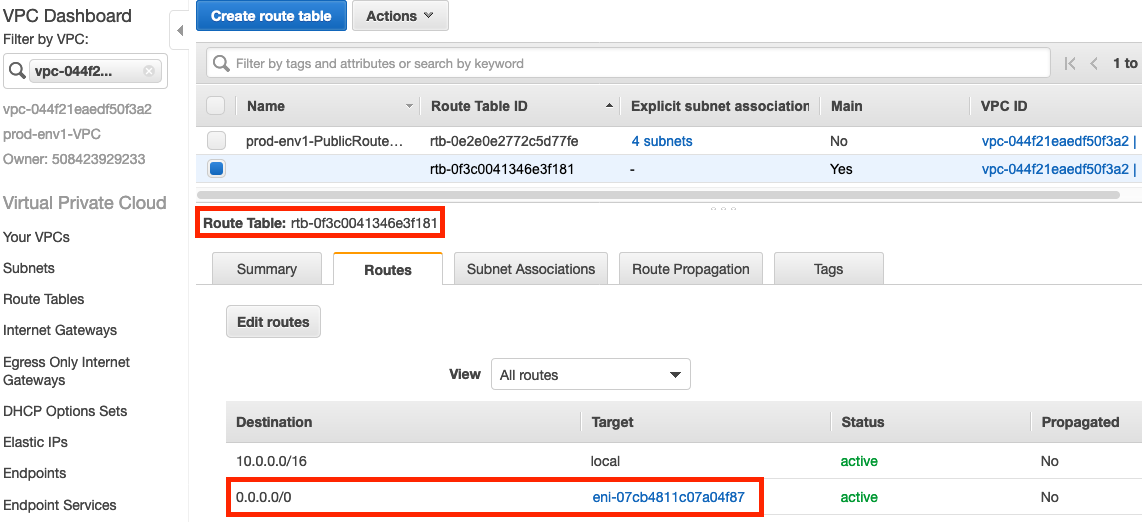 VPC Dashboard
Filter by VPC:
vpc-044f2...
vpc-044f21eaedf50f3a2
prod-env1-VPC
Owner: 508423929233
Virtual Private Cloud
Your VPCs
Subnets
Route Tables
Internet Gateways
Egress Only Internet
Gateways
DHCP Options Sets
Elastic IPs
Endpoints
Endpoint Services
Create route table Actions
Filter by tags and attributes or search by keyword 1 to
Name Route Table ID Explicit subnet association Main VPC ID
prod-env1-PublicRoute... rtb-0e2e0e2772c5d77fe 4 subnets No vpc-044f21eaedf50f3a2 |
rtb-0f3c0041346e3f181 - Yes vpc-044f21eaedf50f3a2 |
Route Table: rtb-0f3c0041346e3f181
Summary Routes Subnet Associations Route Propagation Tags
Edit routes
View All routes
Destination Target Status Propagated
10.0.0.0/16 local active No
0.0.0.0/0 eni-07cb4811c07a04f87 active No